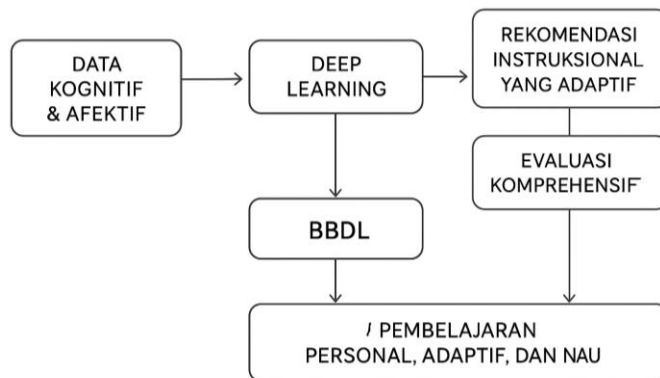 DATA
KOGNITIF
& AFEKTIF
DEEP
LEARNING
REKOMENDASI
INSTRUKSIONAL
YANG ADAPTIF
EVALUASI
KOMPREHENSIF
BBDL
PEMBELAJARAN
PERSONAL, ADAPTIF, DAN NAU